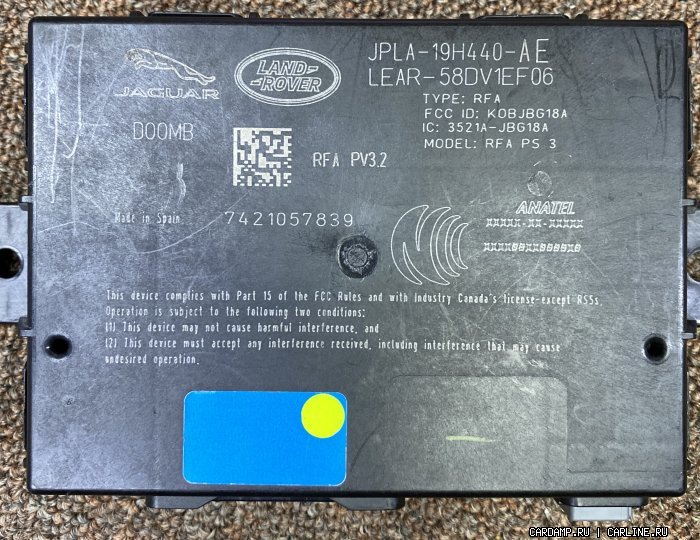 JAGUAR
LAND-
ROVER
JPLA-19H440-AE
LEAR-58DV1EF06
TYPE: RFA
FCC ID: KOBJBG18A
IC: 3521A-JBG18A
MODEL: RFA PS 3
DOOMB
RFA PV3.2
Made in Spain
7421057839
ANATEL
This device complies with Part 15 of the FCC Rules and with Industry Canada's license-except RSSs.
Operation is subject to the following two conditions:
(1) This device may not cause harmful interference, and
(2) This device must accept any interference received, including interference that may cause
undesired operation.
CARDAMP.RU | CARLINE.RU